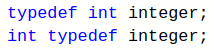 typedef int integer;
int typedef integer;